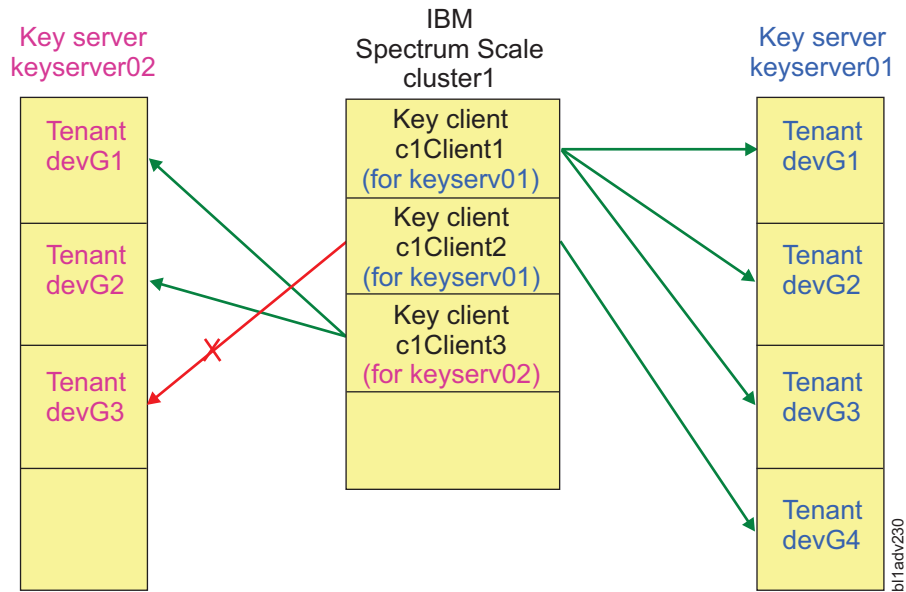 Key server
keyserver02
IBM
Spectrum Scale
cluster1
Key server
keyserver01
Tenant
devG1
Tenant
devG2
Tenant
devG3
Key client
c1Client1
(for keyserv01)
Key client
c1Client2
(for keyserv01)
Key client
c1Client3
(for keyserv02)
Tenant
devG1
Tenant
devG2
Tenant
devG3
Tenant
devG4
bl1adv230